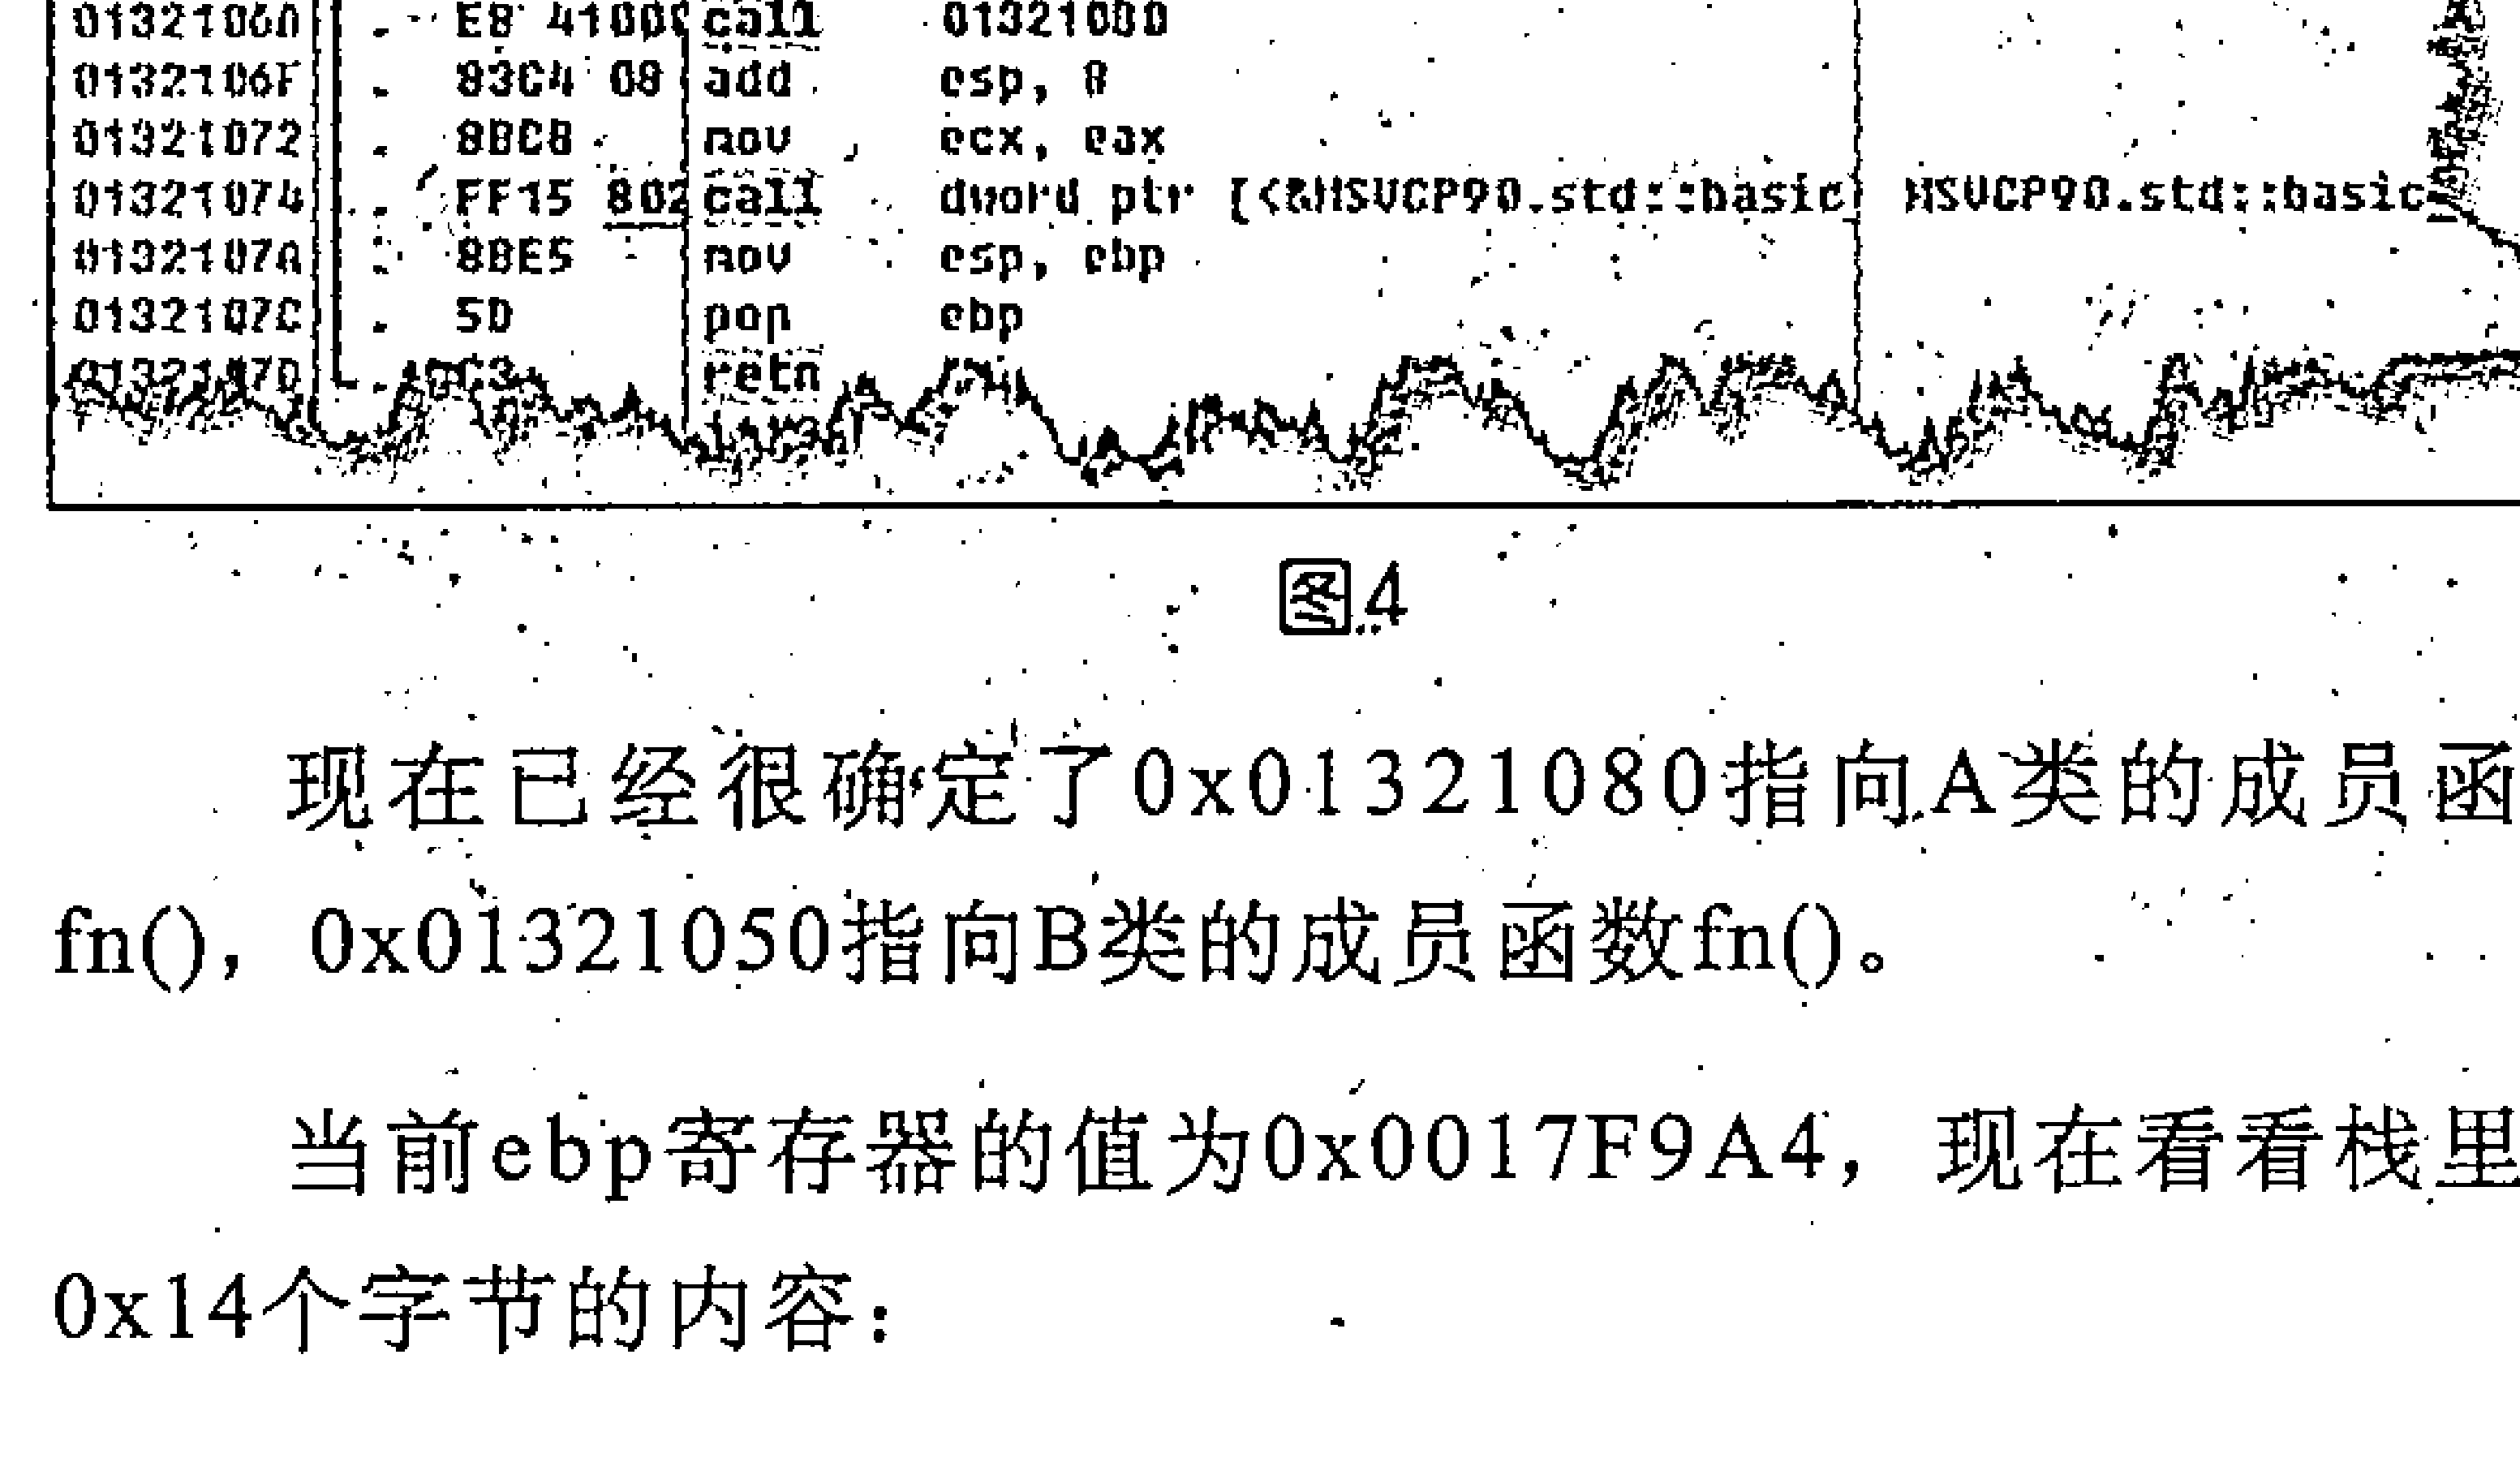 0132106A . E8 4100 call 013210B0
0132106F . 83C4 08 add esp, 8
01321072 . 8BC8 mov ecx, eax
01321074 . FF15 802 call dword ptr [<&MSVCP90.std::basic MSVCP90.std::basic
0132107A . 8BE5 mov esp, ebp
0132107C . 5D pop ebp
0132107D . C3 retn
图4
现在已经很确定了0x01321080指向A类的成员函
fn()，0x01321050指向B类的成员函数fn()。
当前ebp寄存器的值为0x0017F9A4，现在看看栈里
0x14个字节的内容：